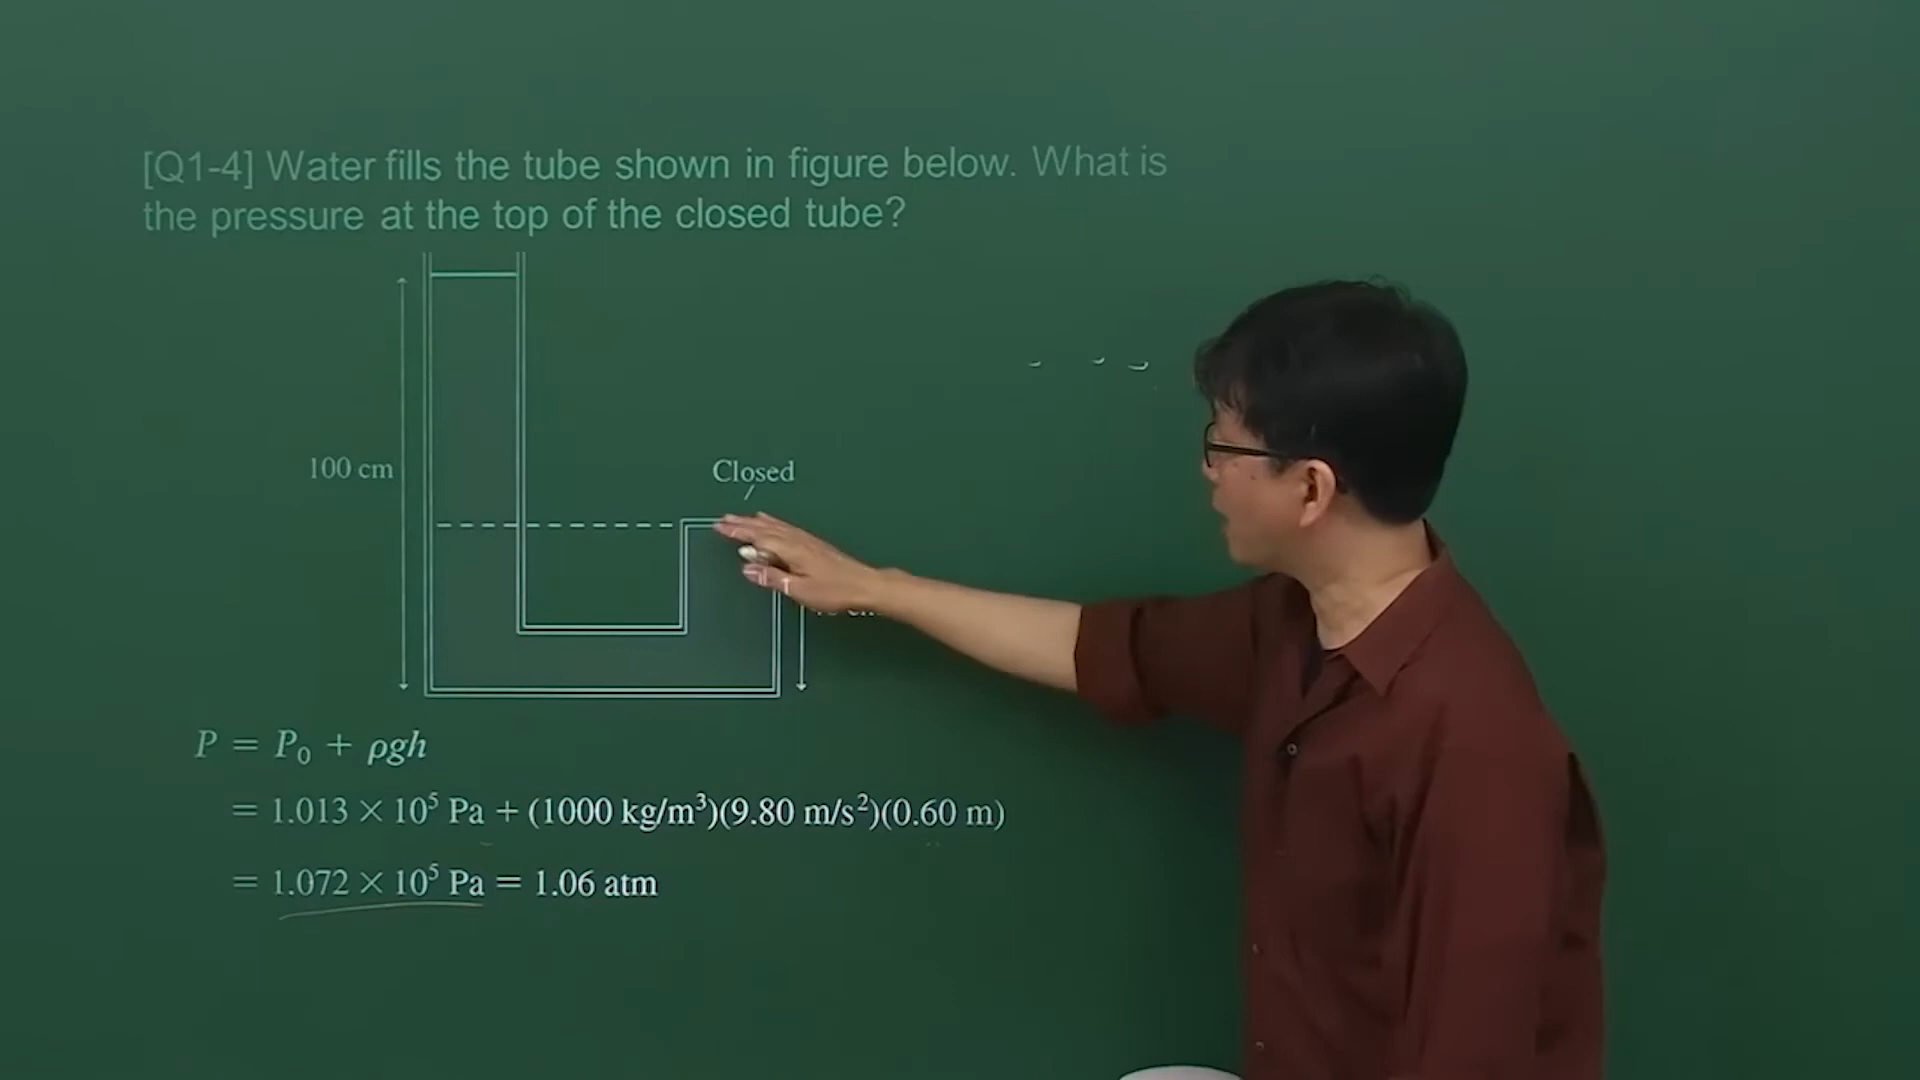 [Q1-4] Water fills the tube shown in figure below. What is
the pressure at the top of the closed tube?
100 cm
Closed
P = P₀ + ρgh
= 1.013 × 10⁵ Pa + (1000 kg/m³)(9.80 m/s²)(0.60 m)
= 1.072 × 10⁵ Pa = 1.06 atm